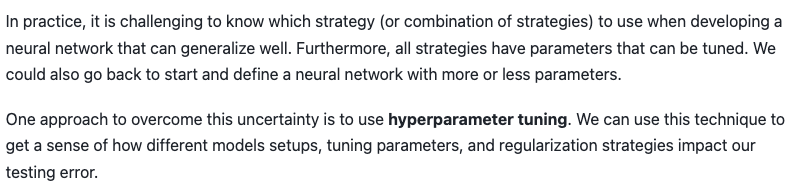 In practice, it is challenging to know which strategy (or combination of strategies) to use when developing a
neural network that can generalize well. Furthermore, all strategies have parameters that can be tuned. We
could also go back to start and define a neural network with more or less parameters.
One approach to overcome this uncertainty is to use hyperparameter tuning. We can use this technique to
get a sense of how different models setups, tuning parameters, and regularization strategies impact our
testing error.